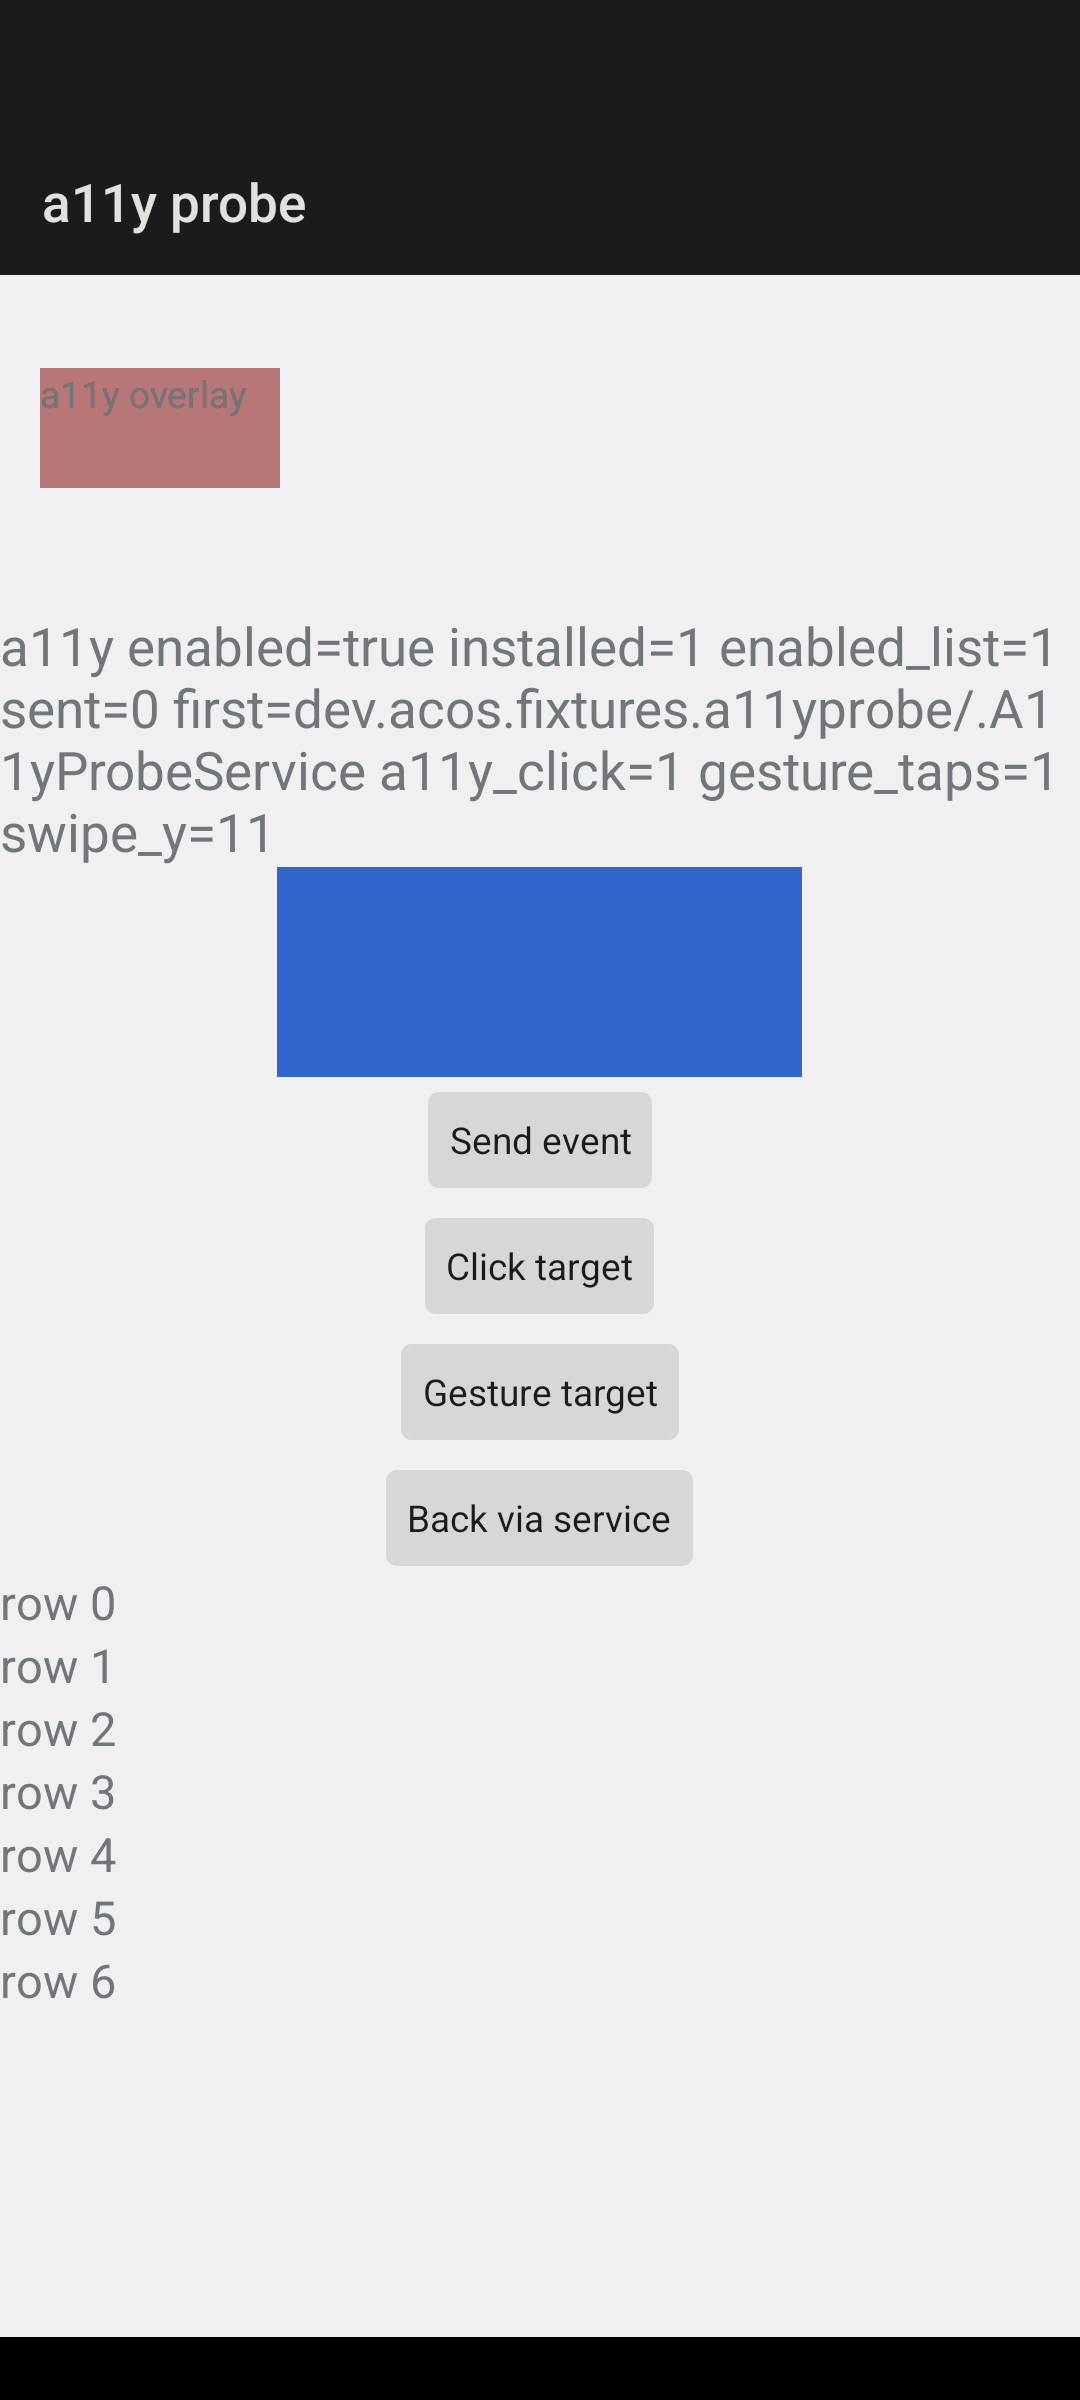 a11y probe
a11y overlay
a11y enabled=true installed=1 enabled_list=1
sent=0 first=dev.acos.fixtures.a11yprobe/.A1
1yProbeService a11y_click=1 gesture_taps=1
swipe_y=11
Send event
Click target
Gesture target
Back via service
row 0
row 1
row 2
row 3
row 4
row 5
row 6